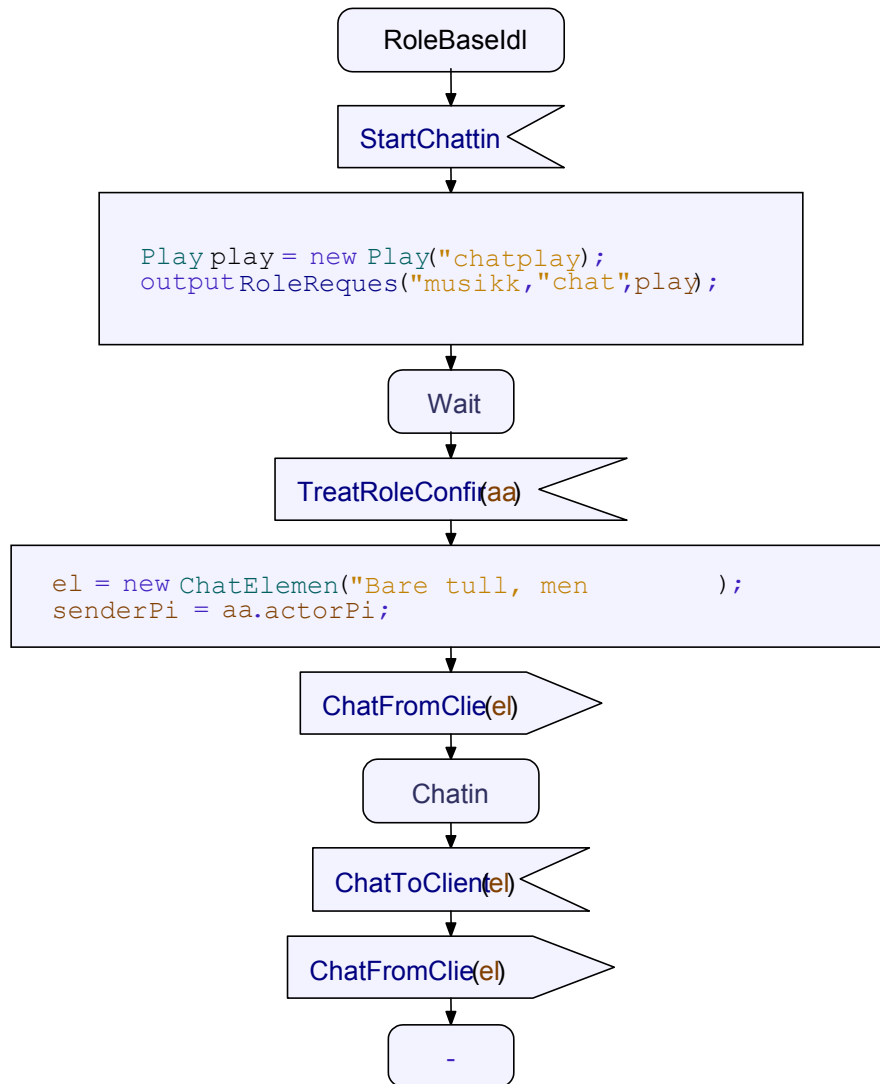 RoleBaseIdl
StartChattin
Play play = new Play("chatplay);
output RoleReques("musikk,"chat",play);
Wait
TreatRoleConfir(aa)
el = new ChatElemen("Bare tull, men );
senderPi = aa.actorPi;
ChatFromClie(el)
Chatin
ChatToClient(el)
ChatFromClie(el)
-